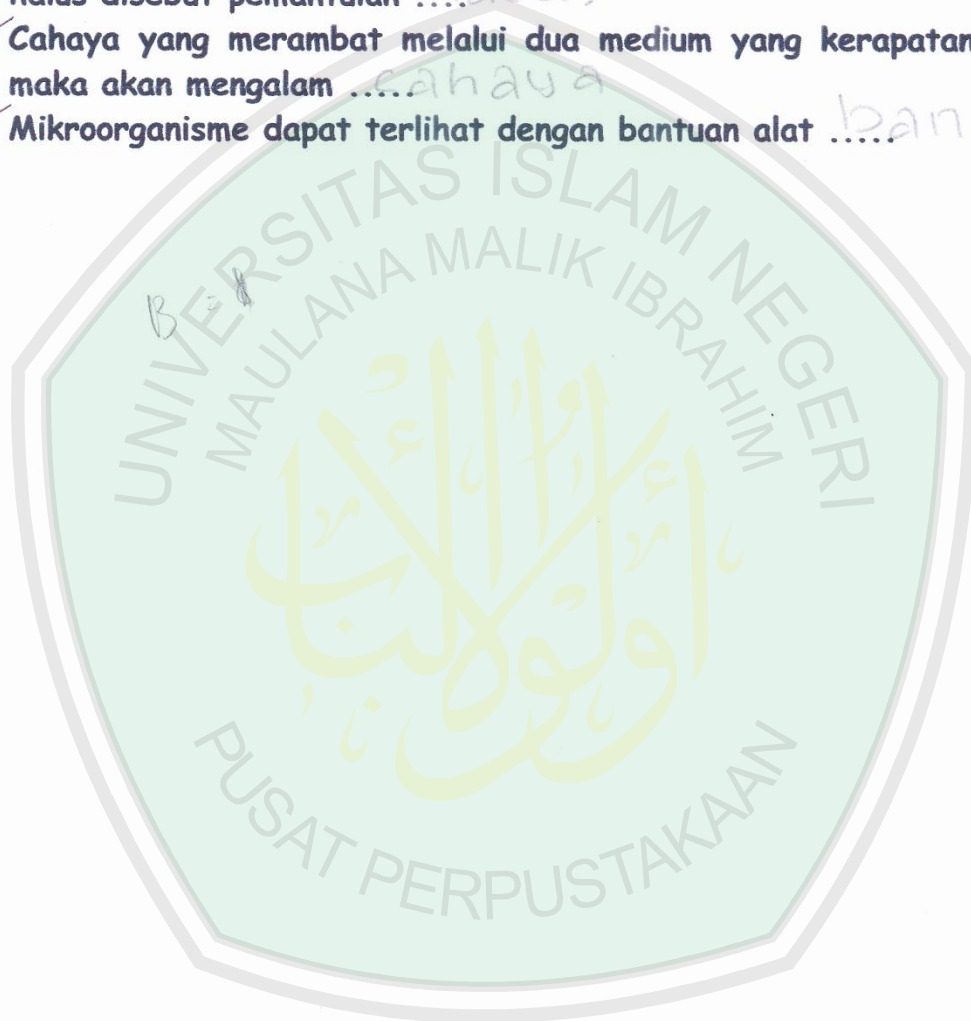 halus disebut pemantulan ....
Cahaya yang merambat melalui dua medium yang kerapatan
maka akan mengalam ..... cahaya
Mikroorganisme dapat terlihat dengan bantuan alat ..... ban
B =
UNIVERSITAS ISLAM NEGERI
MAULANA MALIK IBRAHIM
PUSAT PERPUSTAKAAN